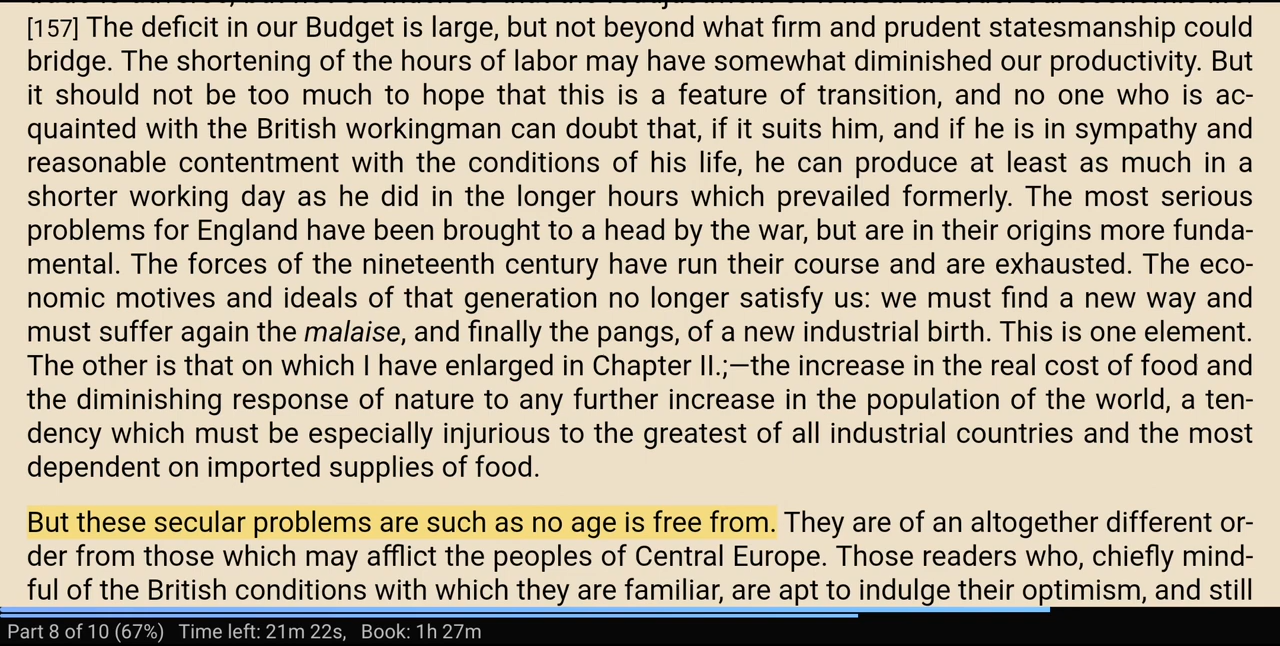 [157] The deficit in our Budget is large, but not beyond what firm and prudent statesmanship could
bridge. The shortening of the hours of labor may have somewhat diminished our productivity. But
it should not be too much to hope that this is a feature of transition, and no one who is ac-
quainted with the British workingman can doubt that, if it suits him, and if he is in sympathy and
reasonable contentment with the conditions of his life, he can produce at least as much in a
shorter working day as he did in the longer hours which prevailed formerly. The most serious
problems for England have been brought to a head by the war, but are in their origins more funda-
mental. The forces of the nineteenth century have run their course and are exhausted. The eco-
nomic motives and ideals of that generation no longer satisfy us: we must find a new way and
must suffer again the malaise, and finally the pangs, of a new industrial birth. This is one element.
The other is that on which I have enlarged in Chapter II.;—the increase in the real cost of food and
the diminishing response of nature to any further increase in the population of the world, a ten-
dency which must be especially injurious to the greatest of all industrial countries and the most
dependent on imported supplies of food.
But these secular problems are such as no age is free from. They are of an altogether different or-
der from those which may afflict the peoples of Central Europe. Those readers who, chiefly mind-
ful of the British conditions with which they are familiar, are apt to indulge their optimism, and still
Part 8 of 10 (67%) Time left: 21m 22s, Book: 1h 27m